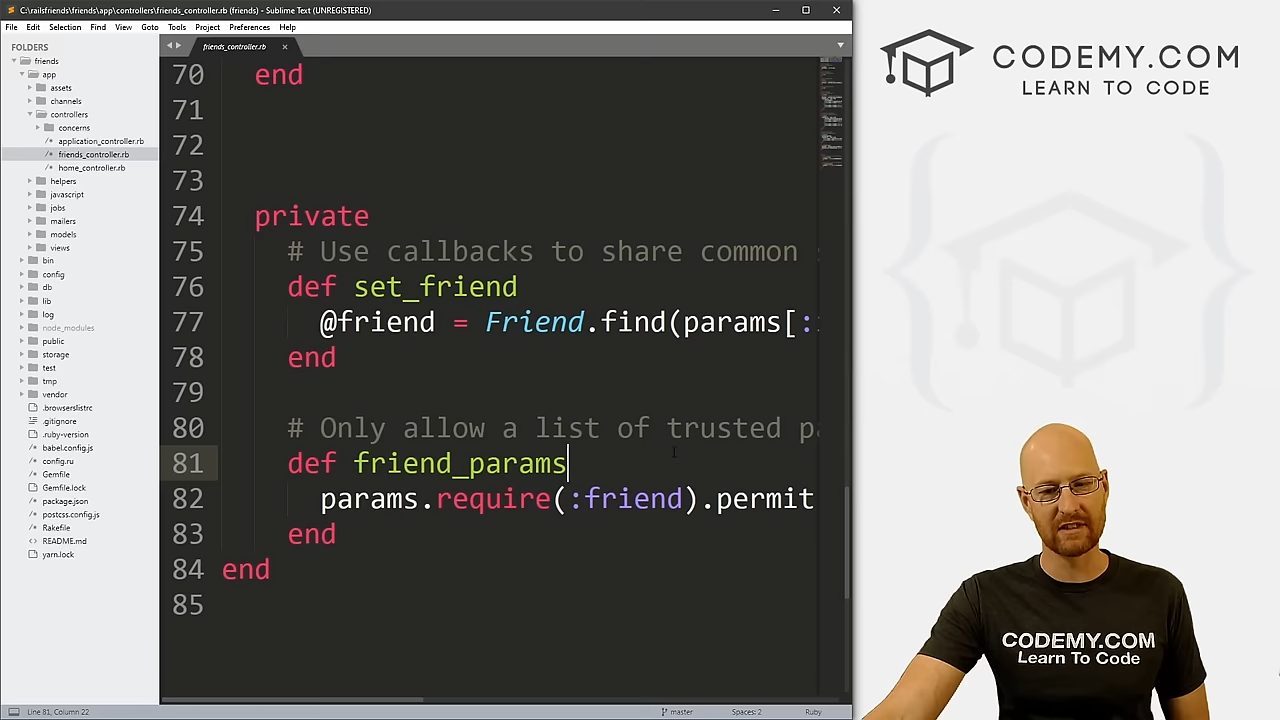 C:\railsfriends\friends\app\controllers\friends_controller.rb (friends) - Sublime Text (UNREGISTERED)
File Edit Selection Find View Goto Tools Project Preferences Help
FOLDERS
friends
app
assets
channels
controllers
concerns
application_controller.rb
friends_controller.rb
home_controller.rb
helpers
javascript
jobs
mailers
models
views
bin
config
db
lib
log
node_modules
public
storage
test
tmp
vendor
.browserslistrc
.gitignore
.ruby-version
babel.config.js
config.ru
Gemfile
Gemfile.lock
package.json
postcss.config.js
Rakefile
README.md
yarn.lock
friends_controller.rb
70 end
71
72
73
74 private
75 # Use callbacks to share common
76 def set_friend
77 @friend = Friend.find(params[:
78 end
79
80 # Only allow a list of trusted pa
81 def friend_params
82 params.require(:friend).permit
83 end
84 end
85
Line 81, Column 22
master
Spaces: 2
Ruby
CODEMY.COM
LEARN TO CODE
CODEMY.COM
Learn To Code